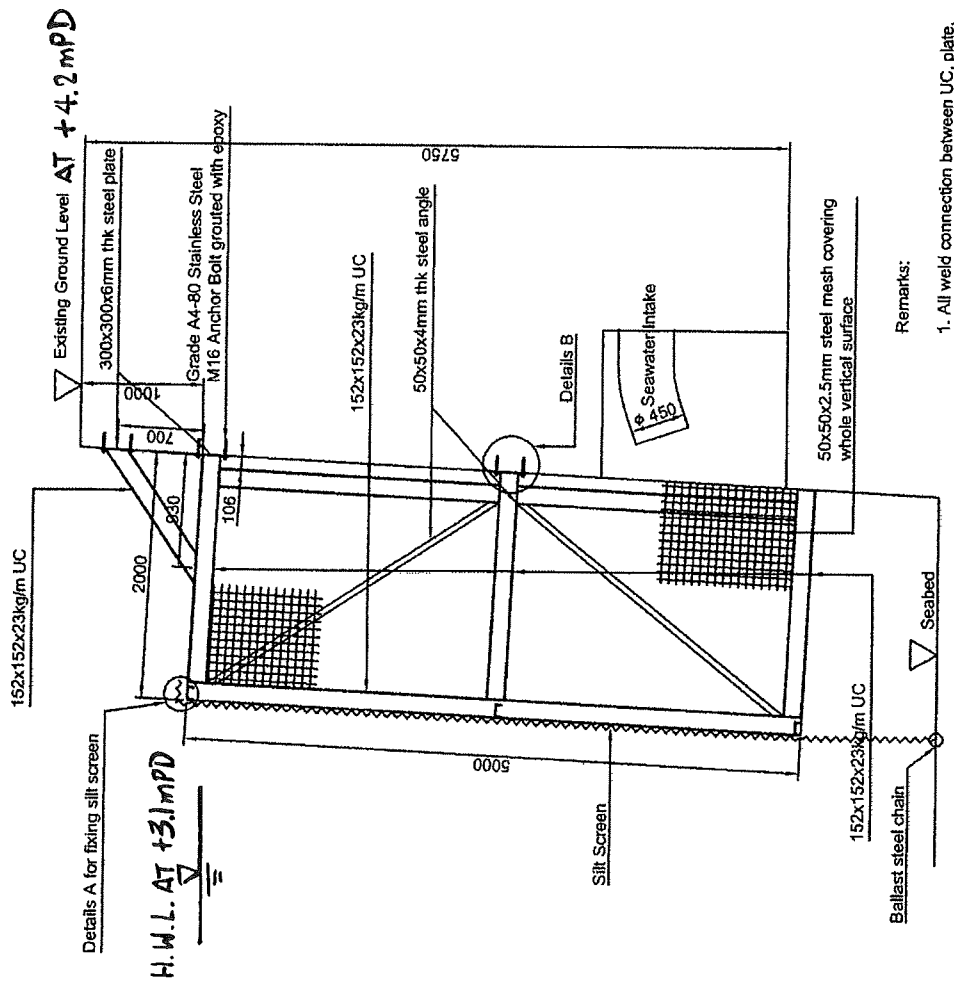 Existing Ground Level AT +4.2mPD
300x300x6mm thk steel plate
Grade A4-80 Stainless Steel
M16 Anchor Bolt grouted with epoxy
152x152x23kg/m UC
152x152x23kg/m UC
50x50x4mm thk steel angle
1000
700
930
106
2000
5750
Details A for fixing silt screen
H.W.L. AT +3.1mPD
Details B
Seawater Intake
ø 450
5000
Silt Screen
50x50x2.5mm steel mesh covering
whole vertical surface
152x152x23kg/m UC
Seabed
Ballast steel chain
Remarks:
1. All weld connection between UC, plate,